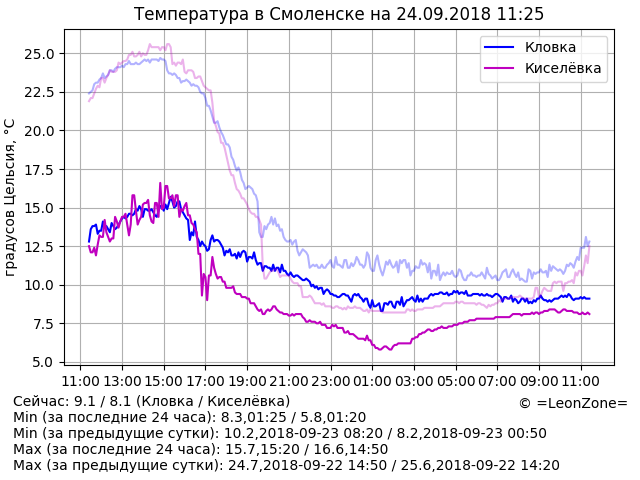 Температура в Смоленске на 24.09.2018 11:25
Кловка
Киселёвка
градусов Цельсия, °C
25.0
22.5
20.0
17.5
15.0
12.5
10.0
7.5
5.0
11:00 13:00 15:00 17:00 19:00 21:00 23:00 01:00 03:00 05:00 07:00 09:00 11:00
Сейчас: 9.1 / 8.1 (Кловка / Киселёвка)
© =LeonZone=
Min (за последние 24 часа): 8.3,01:25 / 5.8,01:20
Min (за предыдущие сутки): 10.2,2018-09-23 08:20 / 8.2,2018-09-23 00:50
Max (за последние 24 часа): 15.7,15:20 / 16.6,14:50
Max (за предыдущие сутки): 24.7,2018-09-22 14:50 / 25.6,2018-09-22 14:20